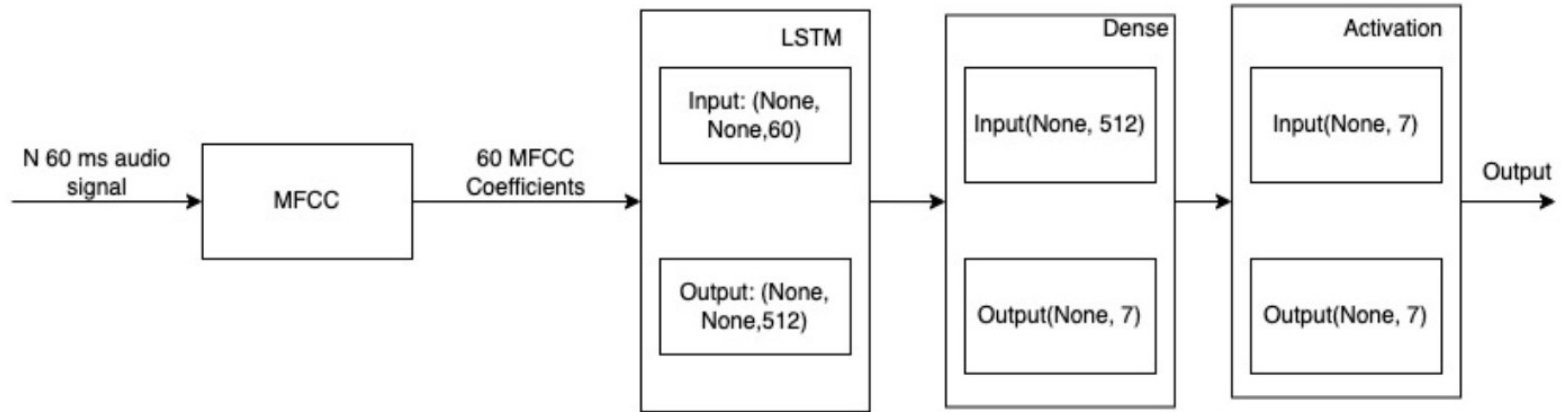 N 60 ms audio
signal
MFCC
60 MFCC
Coefficients
LSTM
Input: (None,
None,60)
Output: (None,
None,512)
Dense
Input(None, 512)
Output(None, 7)
Activation
Input(None, 7)
Output(None, 7)
Output